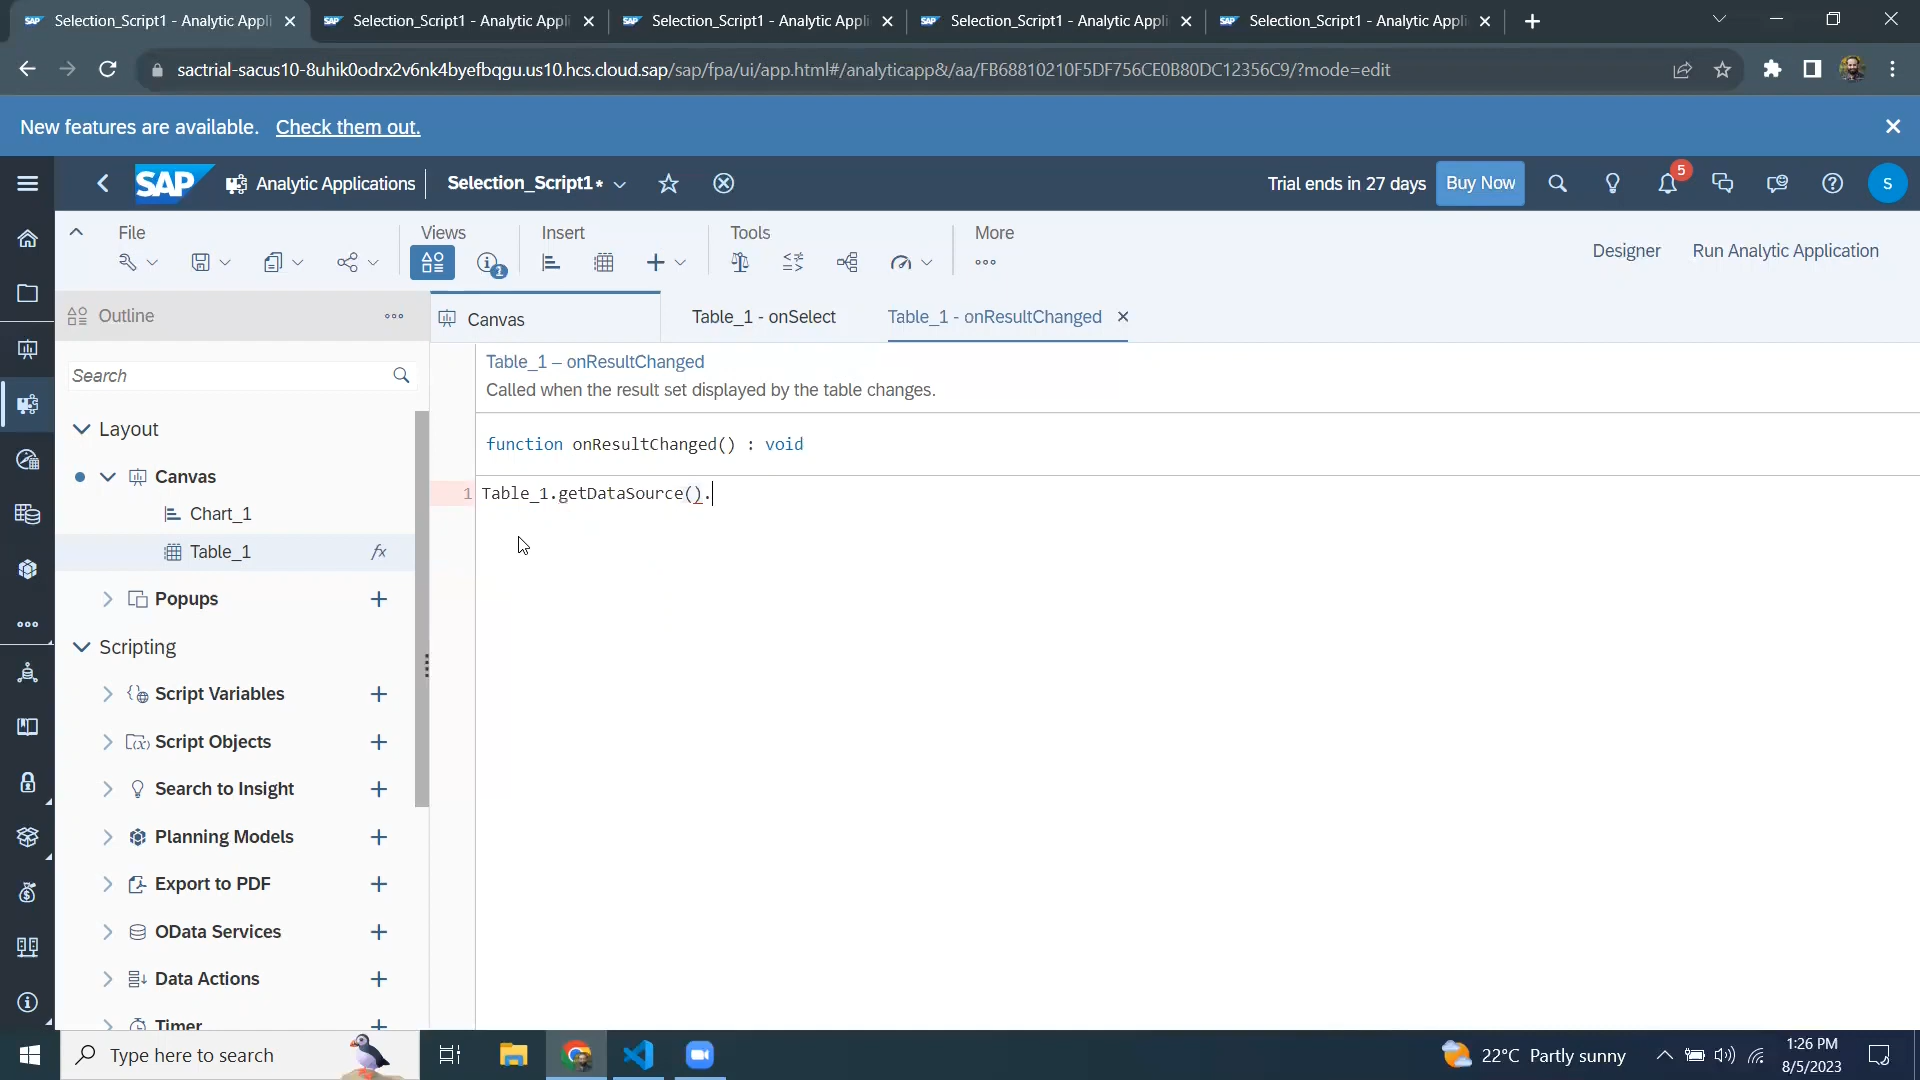 Selection_Script1 - Analytic Appli
Selection_Script1 - Analytic Appli
Selection_Script1 - Analytic Appli
Selection_Script1 - Analytic Appli
Selection_Script1 - Analytic Appli
sactrial-sacus10-8uhik0odrx2v6nk4byefbqgu.us10.hcs.cloud.sap/sap/fpa/ui/app.html#/analyticapp&/aa/FB68810210F5DF756CE0B80DC12356C9/?mode=edit
New features are available. Check them out.
SAP Analytic Applications Selection_Script1* Trial ends in 27 days Buy Now 5 S
File Views Insert Tools More
1
Designer Run Analytic Application
Outline
Canvas Table_1 - onSelect Table_1 - onResultChanged
Search
Table_1 – onResultChanged
Called when the result set displayed by the table changes.
function onResultChanged() : void
1 Table_1.getDataSource().
Layout
Canvas
Chart_1
Table_1 fx
Popups
Scripting
Script Variables
Script Objects
Search to Insight
Planning Models
Export to PDF
OData Services
Data Actions
Timer
Type here to search
22°C Partly sunny
1:26 PM
8/5/2023